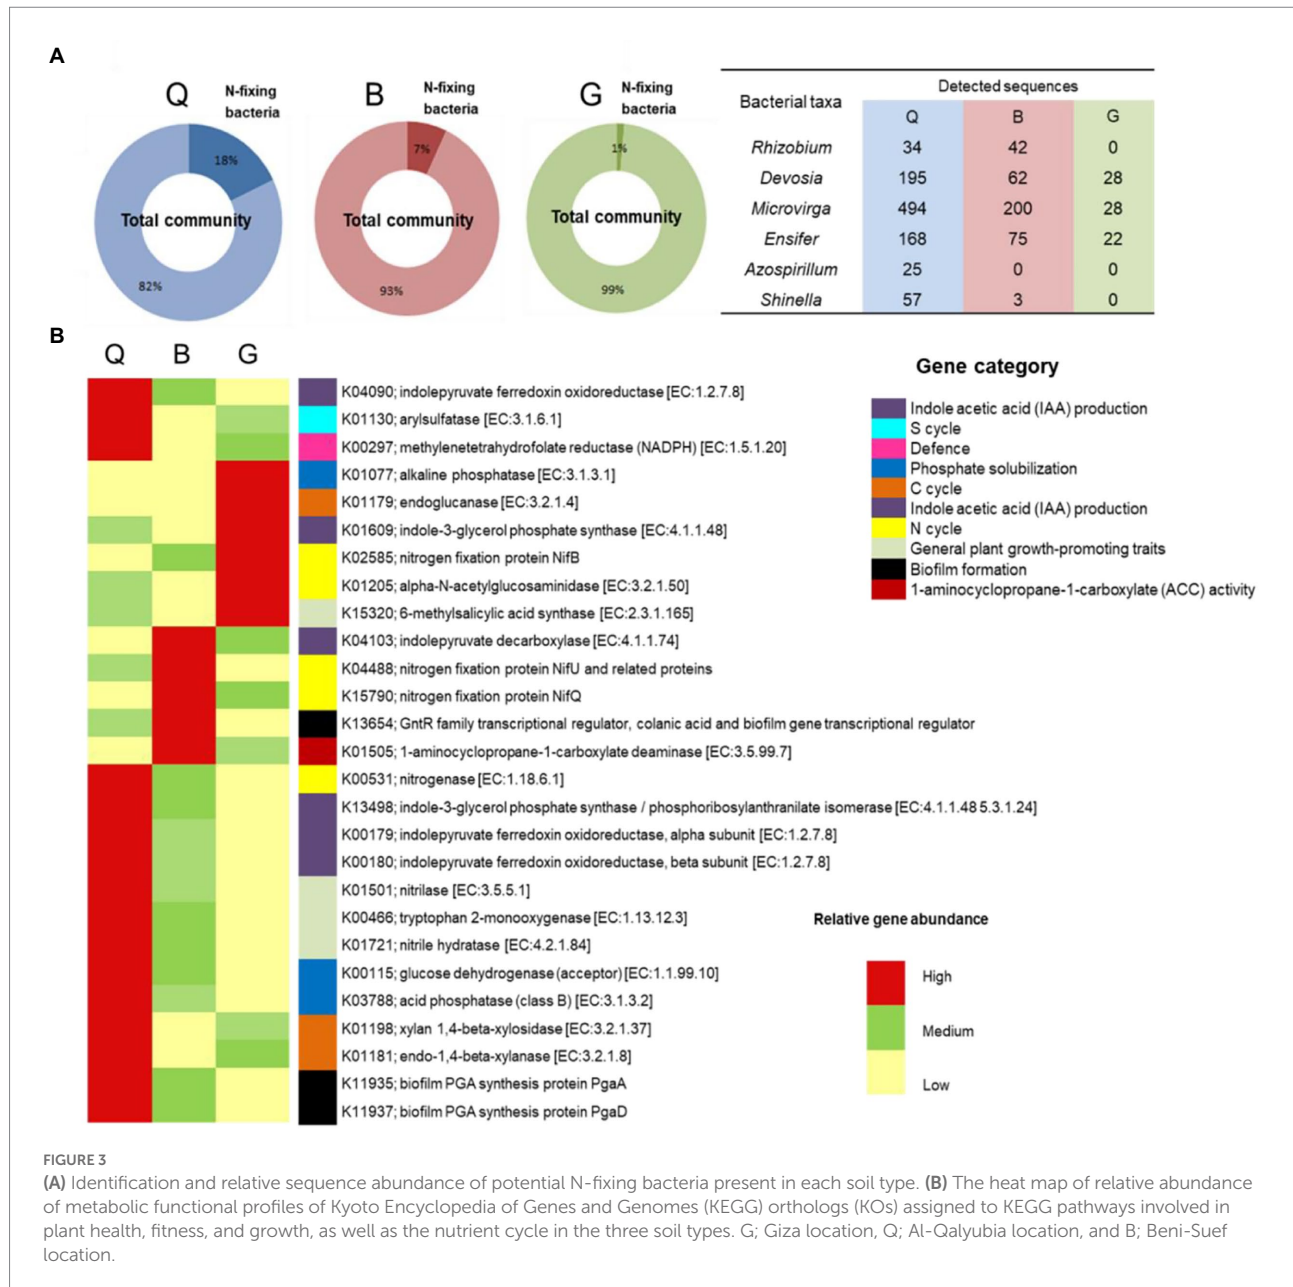 A
Q
N-fixing
bacteria
18%
Total community
82%
B
N-fixing
bacteria
7%
Total community
93%
G
N-fixing
bacteria
1%
Total community
99%
Bacterial taxa
Detected sequences
Q B G
Rhizobium 34 42 0
Devosia 195 62 28
Microvirga 494 200 28
Ensifer 168 75 22
Azospirillum 25 0 0
Shinella 57 3 0
B
Q B G
K04090; indolepyruvate ferredoxin oxidoreductase [EC:1.2.7.8]
K01130; arylsulfatase [EC:3.1.6.1]
K00297; methylenetetrahydrofolate reductase (NADPH) [EC:1.5.1.20]
K01077; alkaline phosphatase [EC:3.1.3.1]
K01179; endoglucanase [EC:3.2.1.4]
K01609; indole-3-glycerol phosphate synthase [EC:4.1.1.48]
K02585; nitrogen fixation protein NifB
K01205; alpha-N-acetylglucosaminidase [EC:3.2.1.50]
K15320; 6-methylsalicylic acid synthase [EC:2.3.1.165]
K04103; indolepyruvate decarboxylase [EC:4.1.1.74]
K04488; nitrogen fixation protein NifU and related proteins
K15790; nitrogen fixation protein NifQ
K13654; GntR family transcriptional regulator, colanic acid and biofilm gene transcriptional regulator
K01505; 1-aminocyclopropane-1-carboxylate deaminase [EC:3.5.99.7]
K00531; nitrogenase [EC:1.18.6.1]
K13498; indole-3-glycerol phosphate synthase / phosphoribosylanthranilate isomerase [EC:4.1.1.48 5.3.1.24]
K00179; indolepyruvate ferredoxin oxidoreductase, alpha subunit [EC:1.2.7.8]
K00180; indolepyruvate ferredoxin oxidoreductase, beta subunit [EC:1.2.7.8]
K01501; nitrilase [EC:3.5.5.1]
K00466; tryptophan 2-monooxygenase [EC:1.13.12.3]
K01721; nitrile hydratase [EC:4.2.1.84]
K00115; glucose dehydrogenase (acceptor) [EC:1.1.99.10]
K03788; acid phosphatase (class B) [EC:3.1.3.2]
K01198; xylan 1,4-beta-xylosidase [EC:3.2.1.37]
K01181; endo-1,4-beta-xylanase [EC:3.2.1.8]
K11935; biofilm PGA synthesis protein PgaA
K11937; biofilm PGA synthesis protein PgaD
Gene category
Indole acetic acid (IAA) production
S cycle
Defence
Phosphate solubilization
C cycle
Indole acetic acid (IAA) production
N cycle
General plant growth-promoting traits
Biofilm formation
1-aminocyclopropane-1-carboxylate (ACC) activity
Relative gene abundance
High
Medium
Low
FIGURE 3
(A) Identification and relative sequence abundance of potential N-fixing bacteria present in each soil type. (B) The heat map of relative abundance
of metabolic functional profiles of Kyoto Encyclopedia of Genes and Genomes (KEGG) orthologs (KOs) assigned to KEGG pathways involved in
plant health, fitness, and growth, as well as the nutrient cycle in the three soil types. G; Giza location, Q; Al-Qalyubia location, and B; Beni-Suef
location.